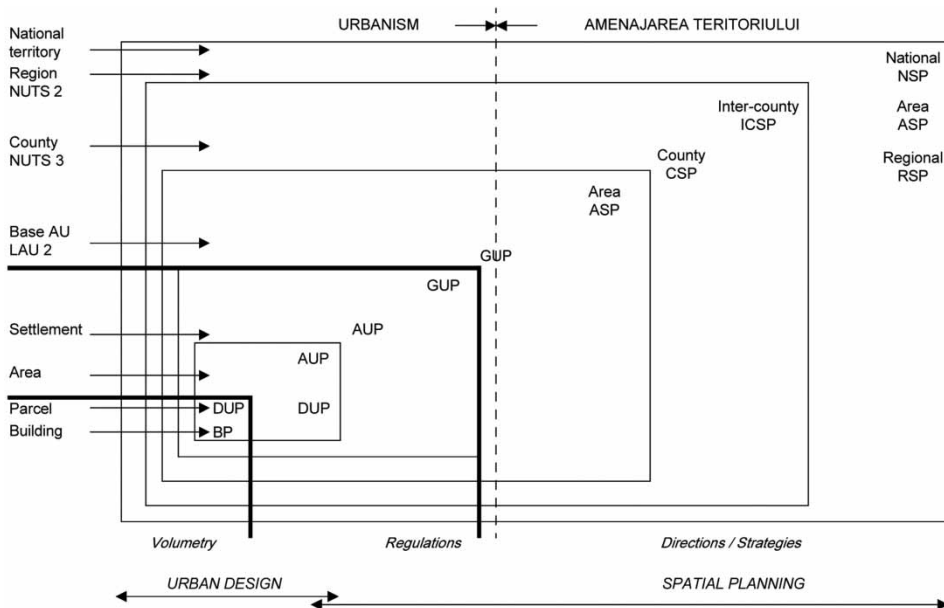 URBANISM
AMENAJAREA TERITORIULUI
National
territory
Region
NUTS 2
County
NUTS 3
Base AU
LAU 2
Settlement
Area
Parcel
Building
National
NSP
Area
ASP
Regional
RSP
Inter-county
ICSP
County
CSP
Area
ASP
GUP
GUP
AUP
AUP
DUP
DUP
BP
Volumetry
Regulations
Directions / Strategies
URBAN DESIGN
SPATIAL PLANNING